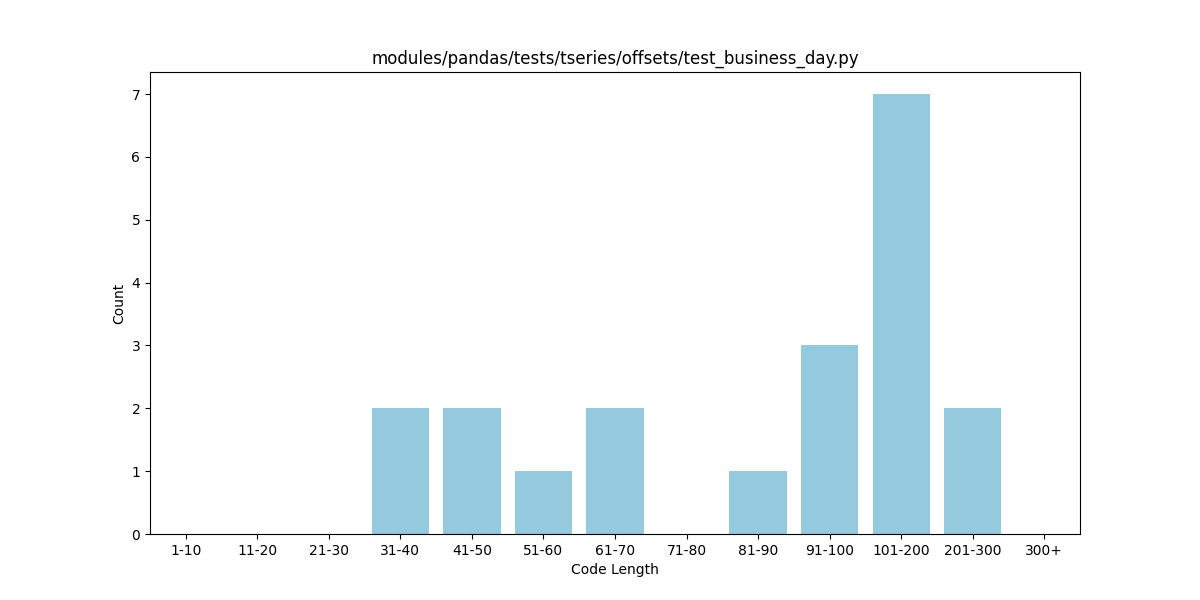 modules/pandas/tests/tseries/offsets/test_business_day.py
7
6
5
4
3
2
1
0
Count
1-10 11-20 21-30 31-40 41-50 51-60 61-70 71-80 81-90 91-100 101-200 201-300 300+
Code Length